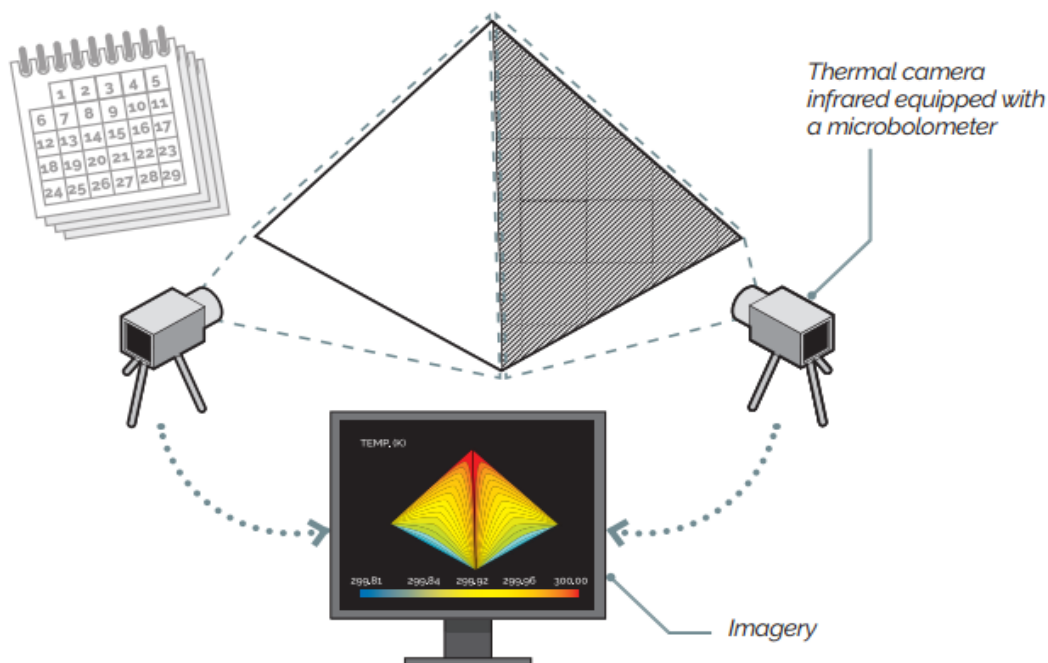 1 2 3 4 5
6 7 8 9 10 11
12 13 14 15 16 17
18 19 20 21 22 23
24 25 26 27 28 29
Thermal camera
infrared equipped with
a microbolometer
TEMP. (K)
299.81 299.84 299.92 299.96 300.00
Imagery